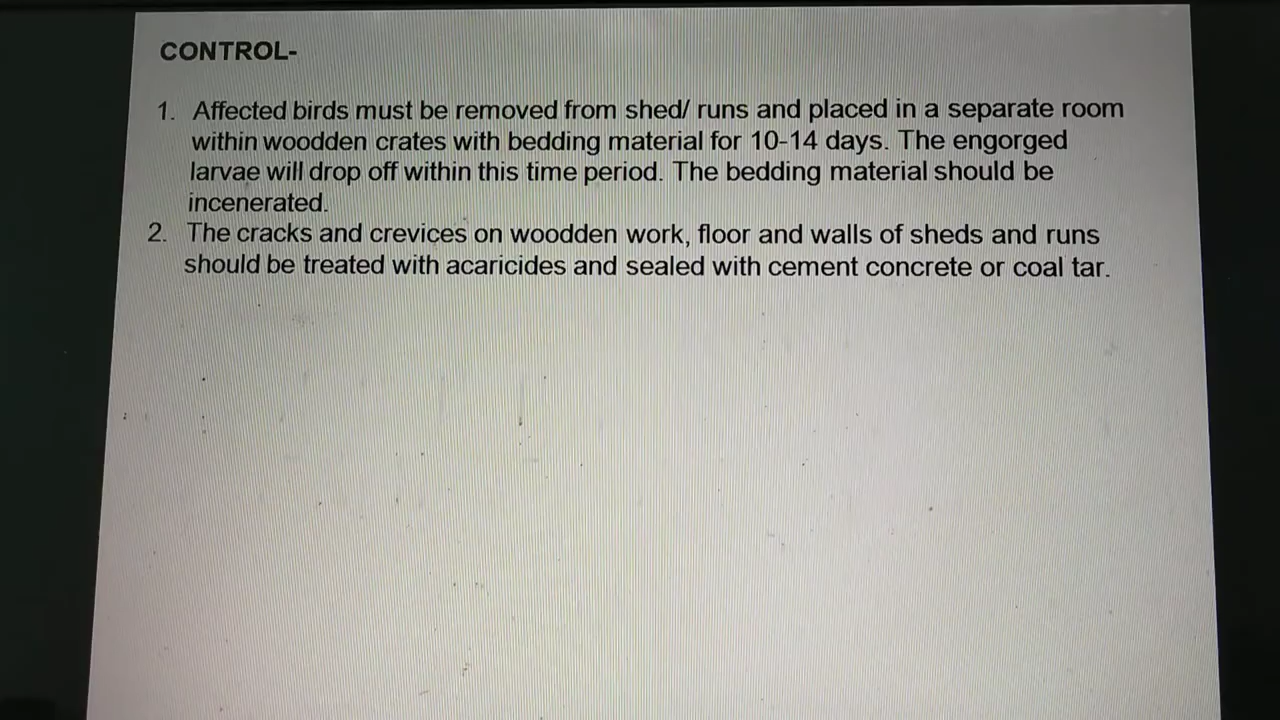 CONTROL-
1. Affected birds must be removed from shed/ runs and placed in a separate room
within woodden crates with bedding material for 10-14 days. The engorged
larvae will drop off within this time period. The bedding material should be
incenerated.
2. The cracks and crevices on woodden work, floor and walls of sheds and runs
should be treated with acaricides and sealed with cement concrete or coal tar.